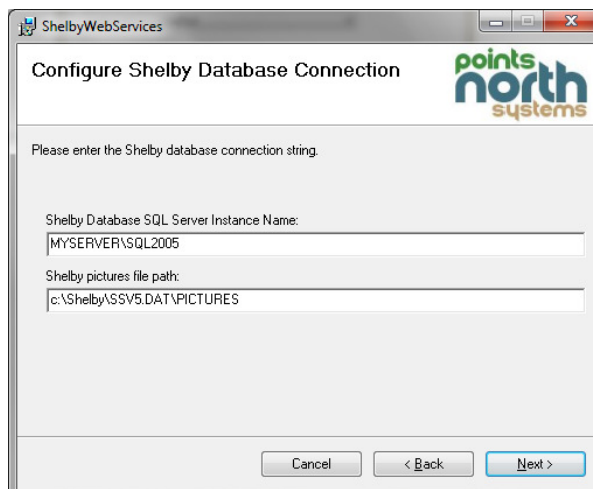 ShelbyWebServices
Configure Shelby Database Connection
points
north
systems
Please enter the Shelby database connection string.
Shelby Database SQL Server Instance Name:
MYSERVER\SQL2005
Shelby pictures file path:
c:\Shelby\SSV5.DAT\PICTURES
Cancel
< Back
Next >